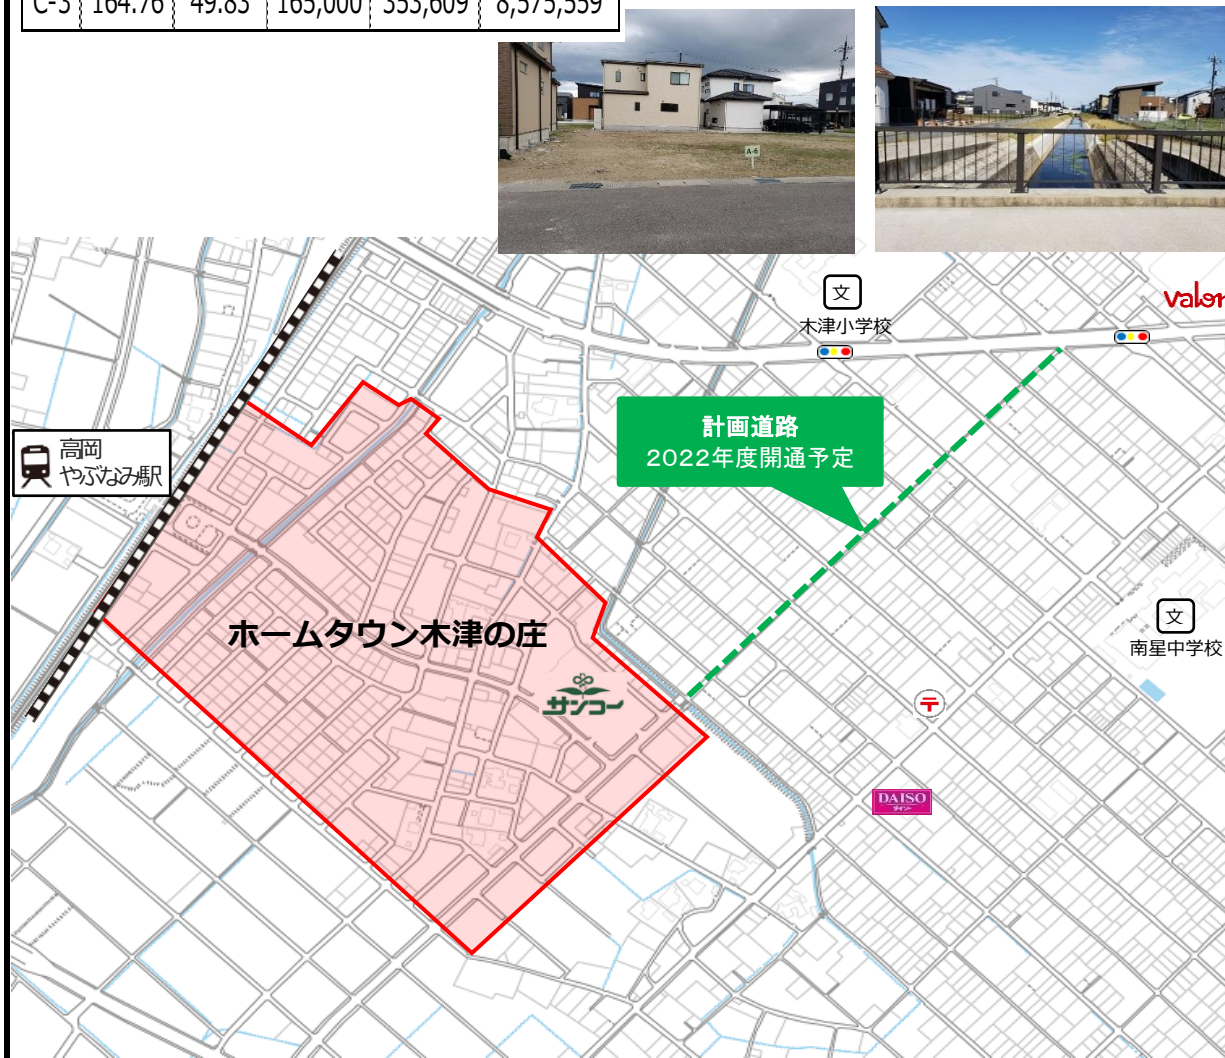 C-3 164.76 49.83 165,000 353,609 8,575,559
A-6
文
木津小学校
valor
計画道路
2022年度開通予定
高岡
やぶなみ駅
ホームタウン木津の庄
サンコー
文
南星中学校
〒
DAISO
ダイソー